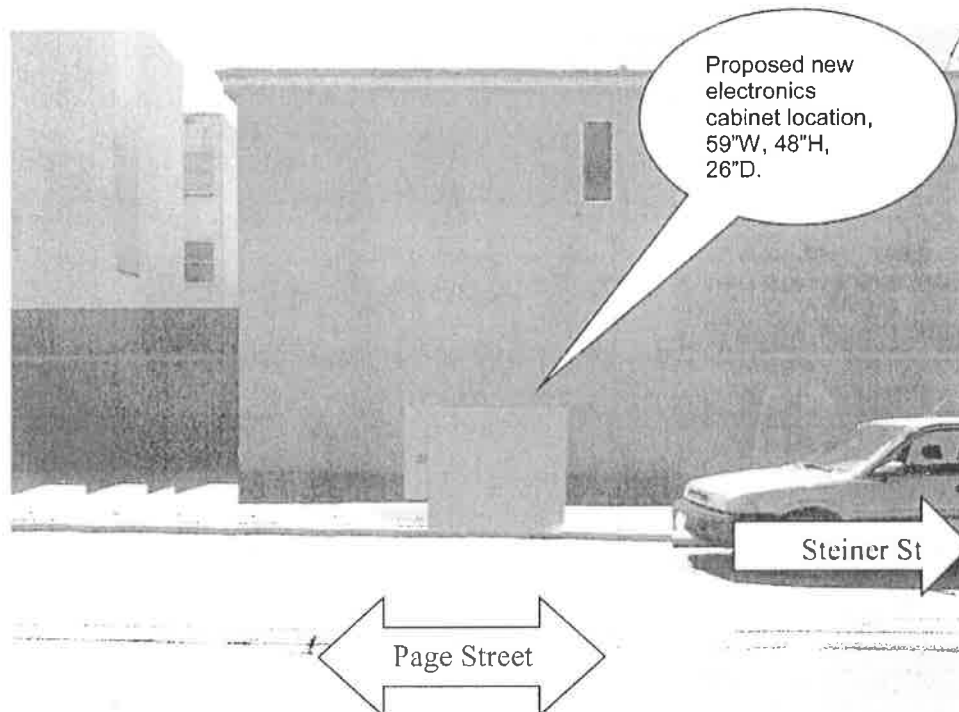 Proposed new
electronics
cabinet location,
59"W, 48"H,
26"D.
Steiner St
Page Street